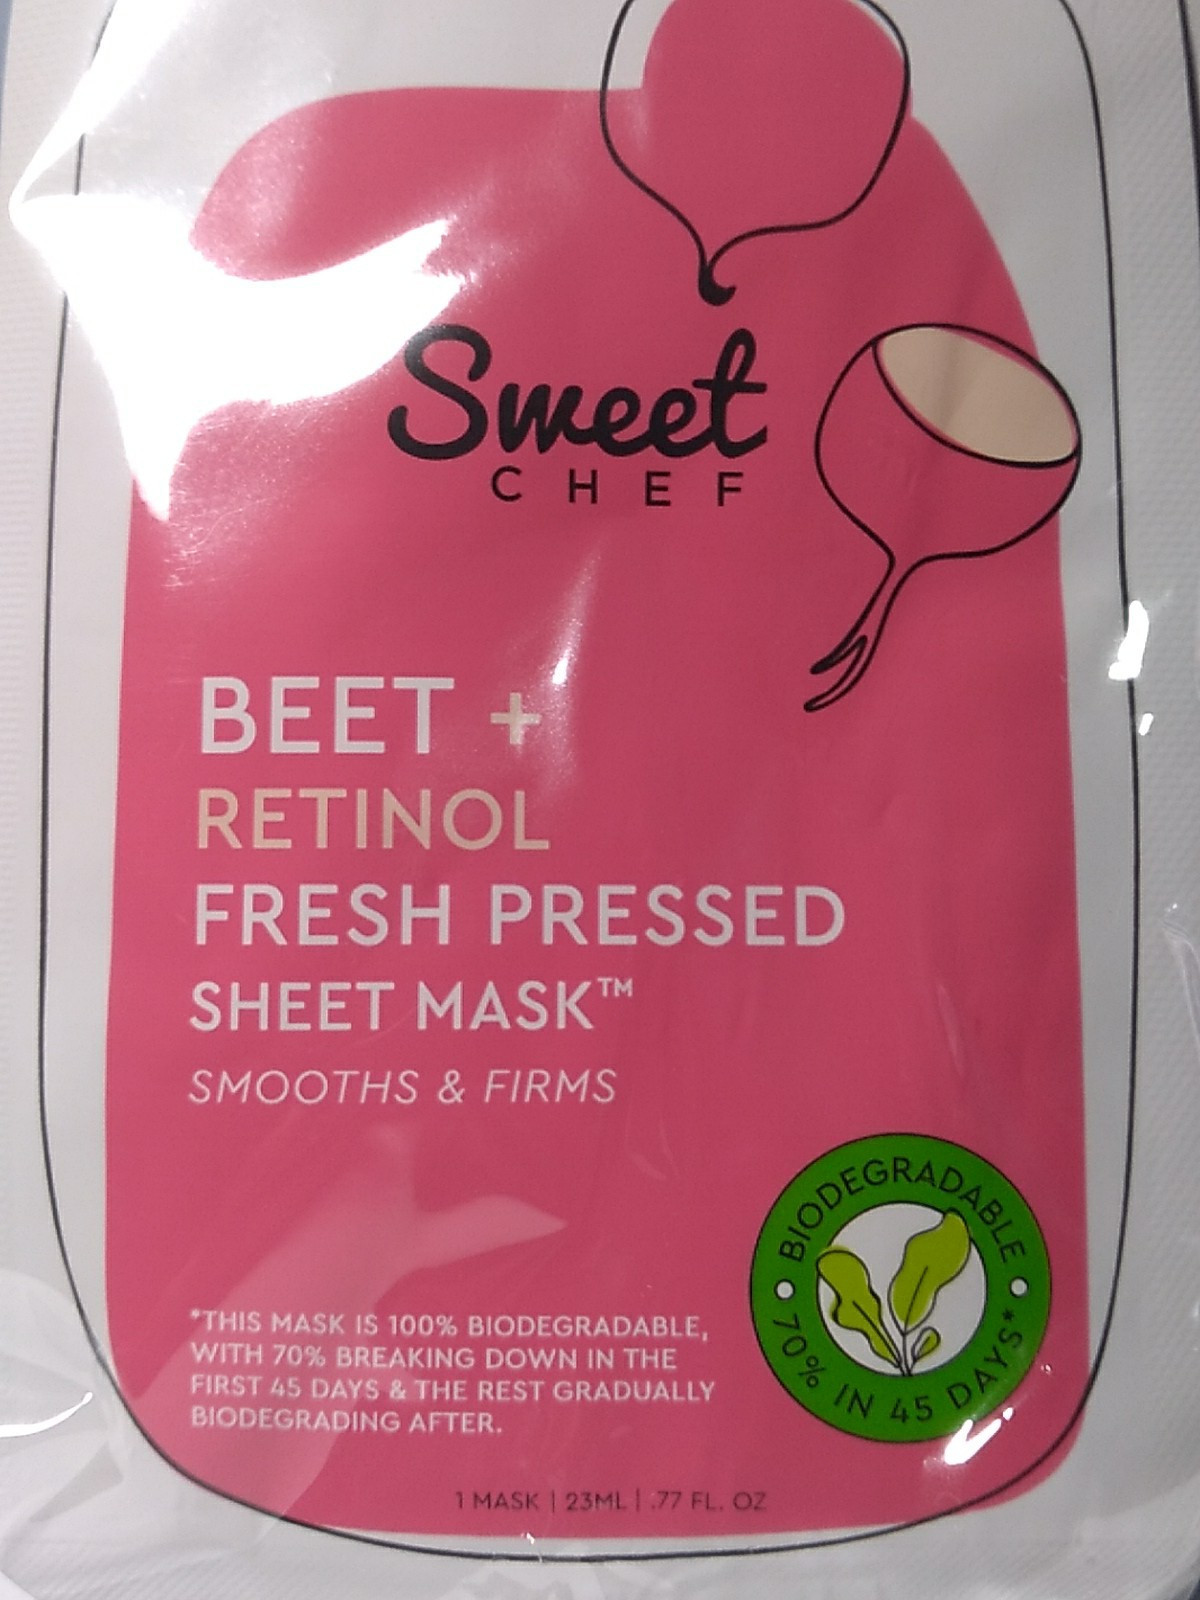 Sweet
CHEF
BEET +
RETINOL
FRESH PRESSED
SHEET MASK™
SMOOTHS & FIRMS
BIODEGRADABLE
70% IN 45 DAYS*
*THIS MASK IS 100% BIODEGRADABLE,
WITH 70% BREAKING DOWN IN THE
FIRST 45 DAYS & THE REST GRADUALLY
BIODEGRADING AFTER.
1 MASK | 23ML | .77 FL. OZ